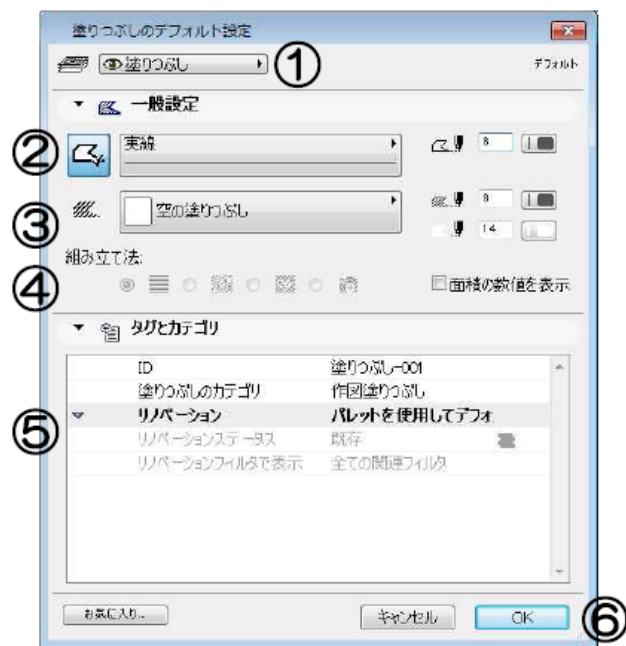 塗りつぶしのデフォルト設定
塗りつぶし ①
デフォルト
一般設定
② 実線 8
③ 空の塗りつぶし 8
14
組み立て法:
④ 面積の数値を表示
タグとカテゴリ
ID 塗りつぶし-001
塗りつぶしのカテゴリ 作図塗りつぶし
⑤ リノベーション パレットを使用してデフォ
リノベーションステータス 既存
リノベーションフィルタで表示 全ての関連フィルタ
お気に入り... キャンセル OK ⑥